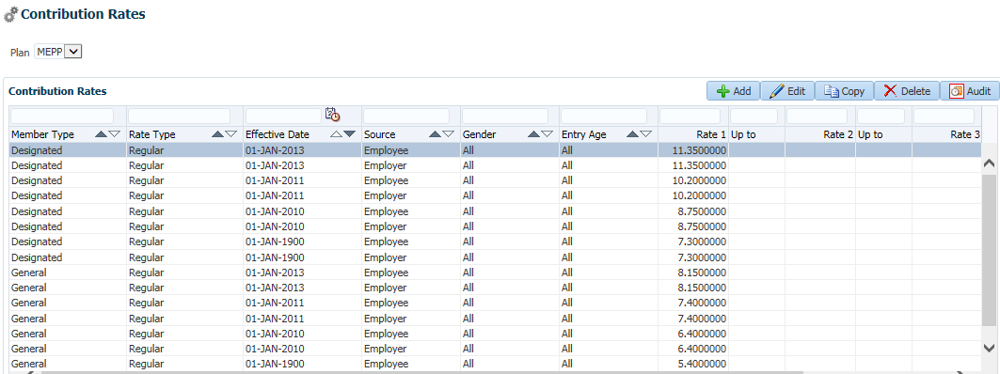 Contribution Rates
Plan MEPP
Contribution Rates Add Edit Copy Delete Audit
Member Type Rate Type Effective Date Source Gender Entry Age Rate 1 Up to Rate 2 Up to Rate 3
Designated Regular 01-JAN-2013 Employee All All 11.3500000
Designated Regular 01-JAN-2013 Employer All All 11.3500000
Designated Regular 01-JAN-2011 Employee All All 10.2000000
Designated Regular 01-JAN-2011 Employer All All 10.2000000
Designated Regular 01-JAN-2010 Employee All All 8.7500000
Designated Regular 01-JAN-2010 Employer All All 8.7500000
Designated Regular 01-JAN-1900 Employee All All 7.3000000
Designated Regular 01-JAN-1900 Employer All All 7.3000000
General Regular 01-JAN-2013 Employee All All 8.1500000
General Regular 01-JAN-2013 Employer All All 8.1500000
General Regular 01-JAN-2011 Employee All All 7.4000000
General Regular 01-JAN-2011 Employer All All 7.4000000
General Regular 01-JAN-2010 Employee All All 6.4000000
General Regular 01-JAN-2010 Employer All All 6.4000000
General Regular 01-JAN-1900 Employee All All 5.4000000